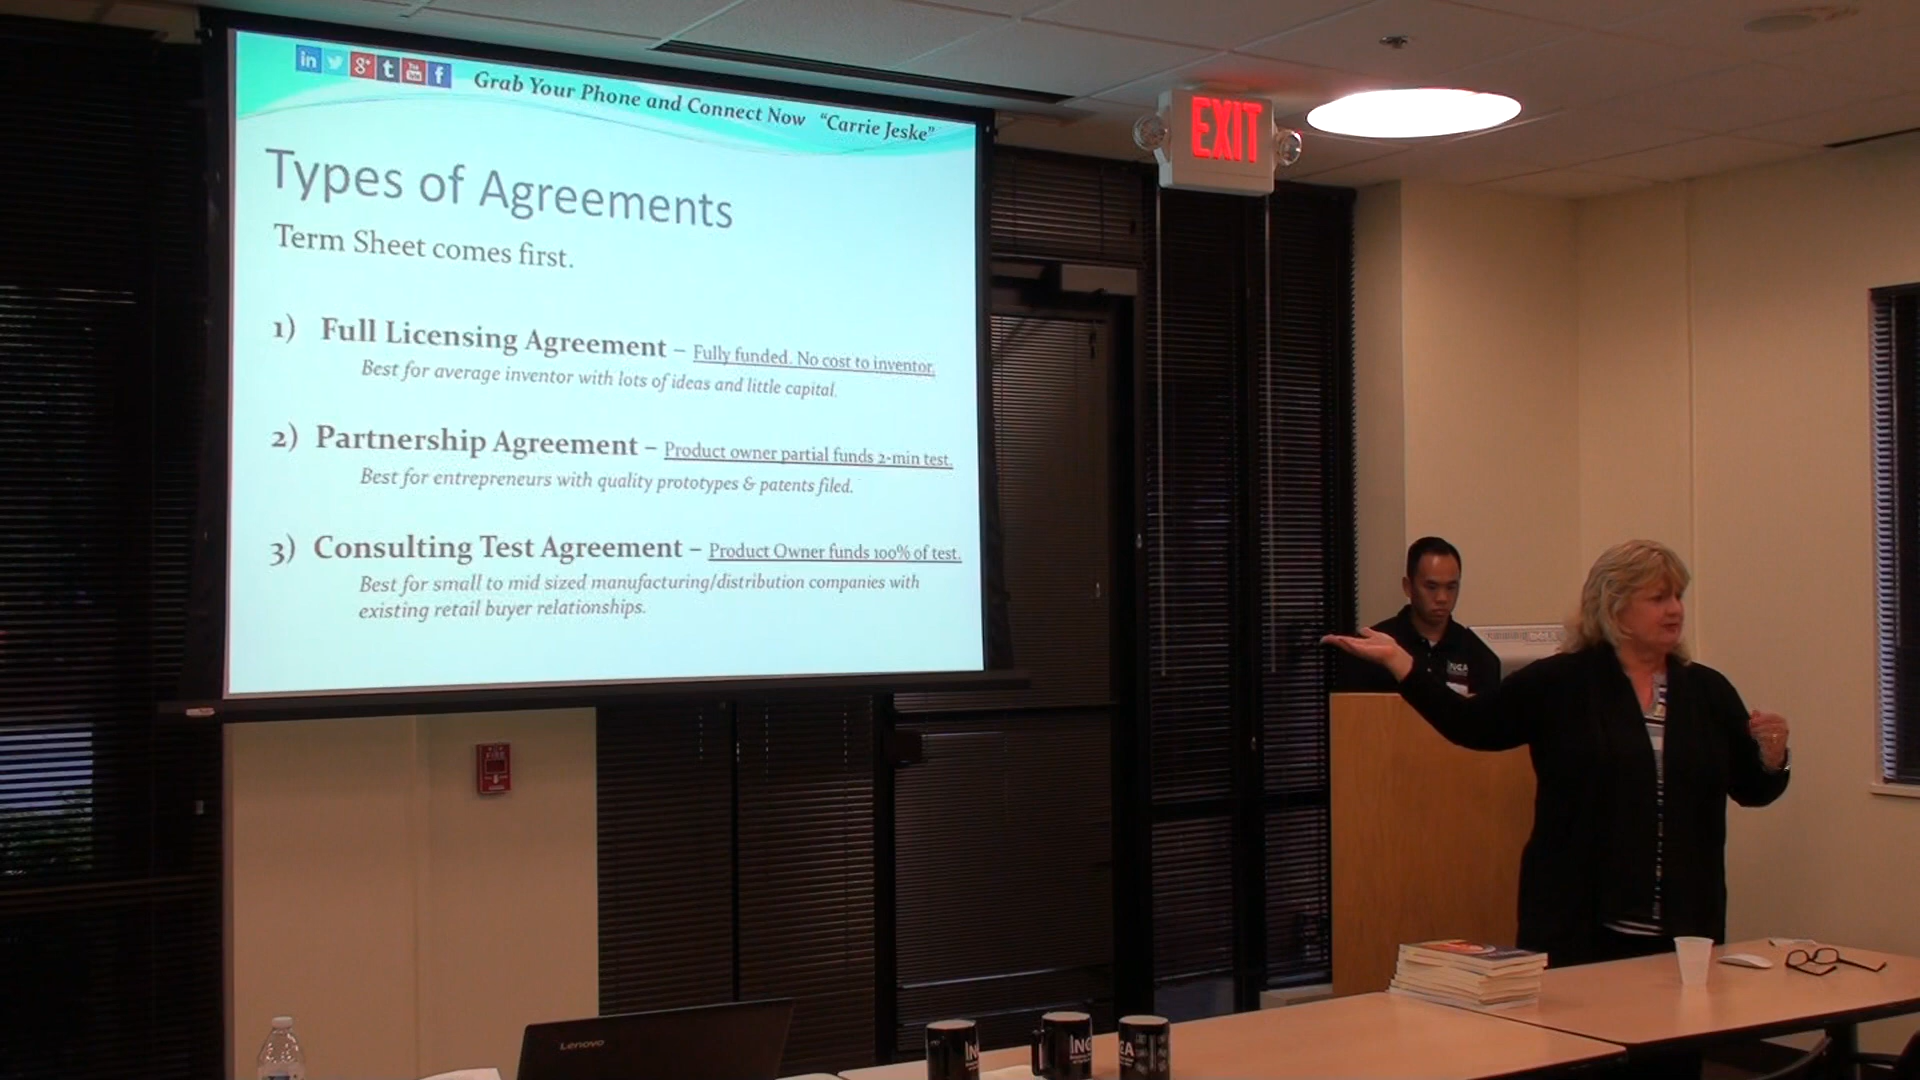 in g+ t You Tube f Grab Your Phone and Connect Now "Carrie Jeske"
Types of Agreements
Term Sheet comes first.
1) Full Licensing Agreement – Fully funded. No cost to inventor.
Best for average inventor with lots of ideas and little capital.
2) Partnership Agreement – Product owner partial funds 2-min test.
Best for entrepreneurs with quality prototypes & patents filed.
3) Consulting Test Agreement – Product Owner funds 100% of test.
Best for small to mid sized manufacturing/distribution companies with
existing retail buyer relationships.
EXIT
FIRE
Lenovo